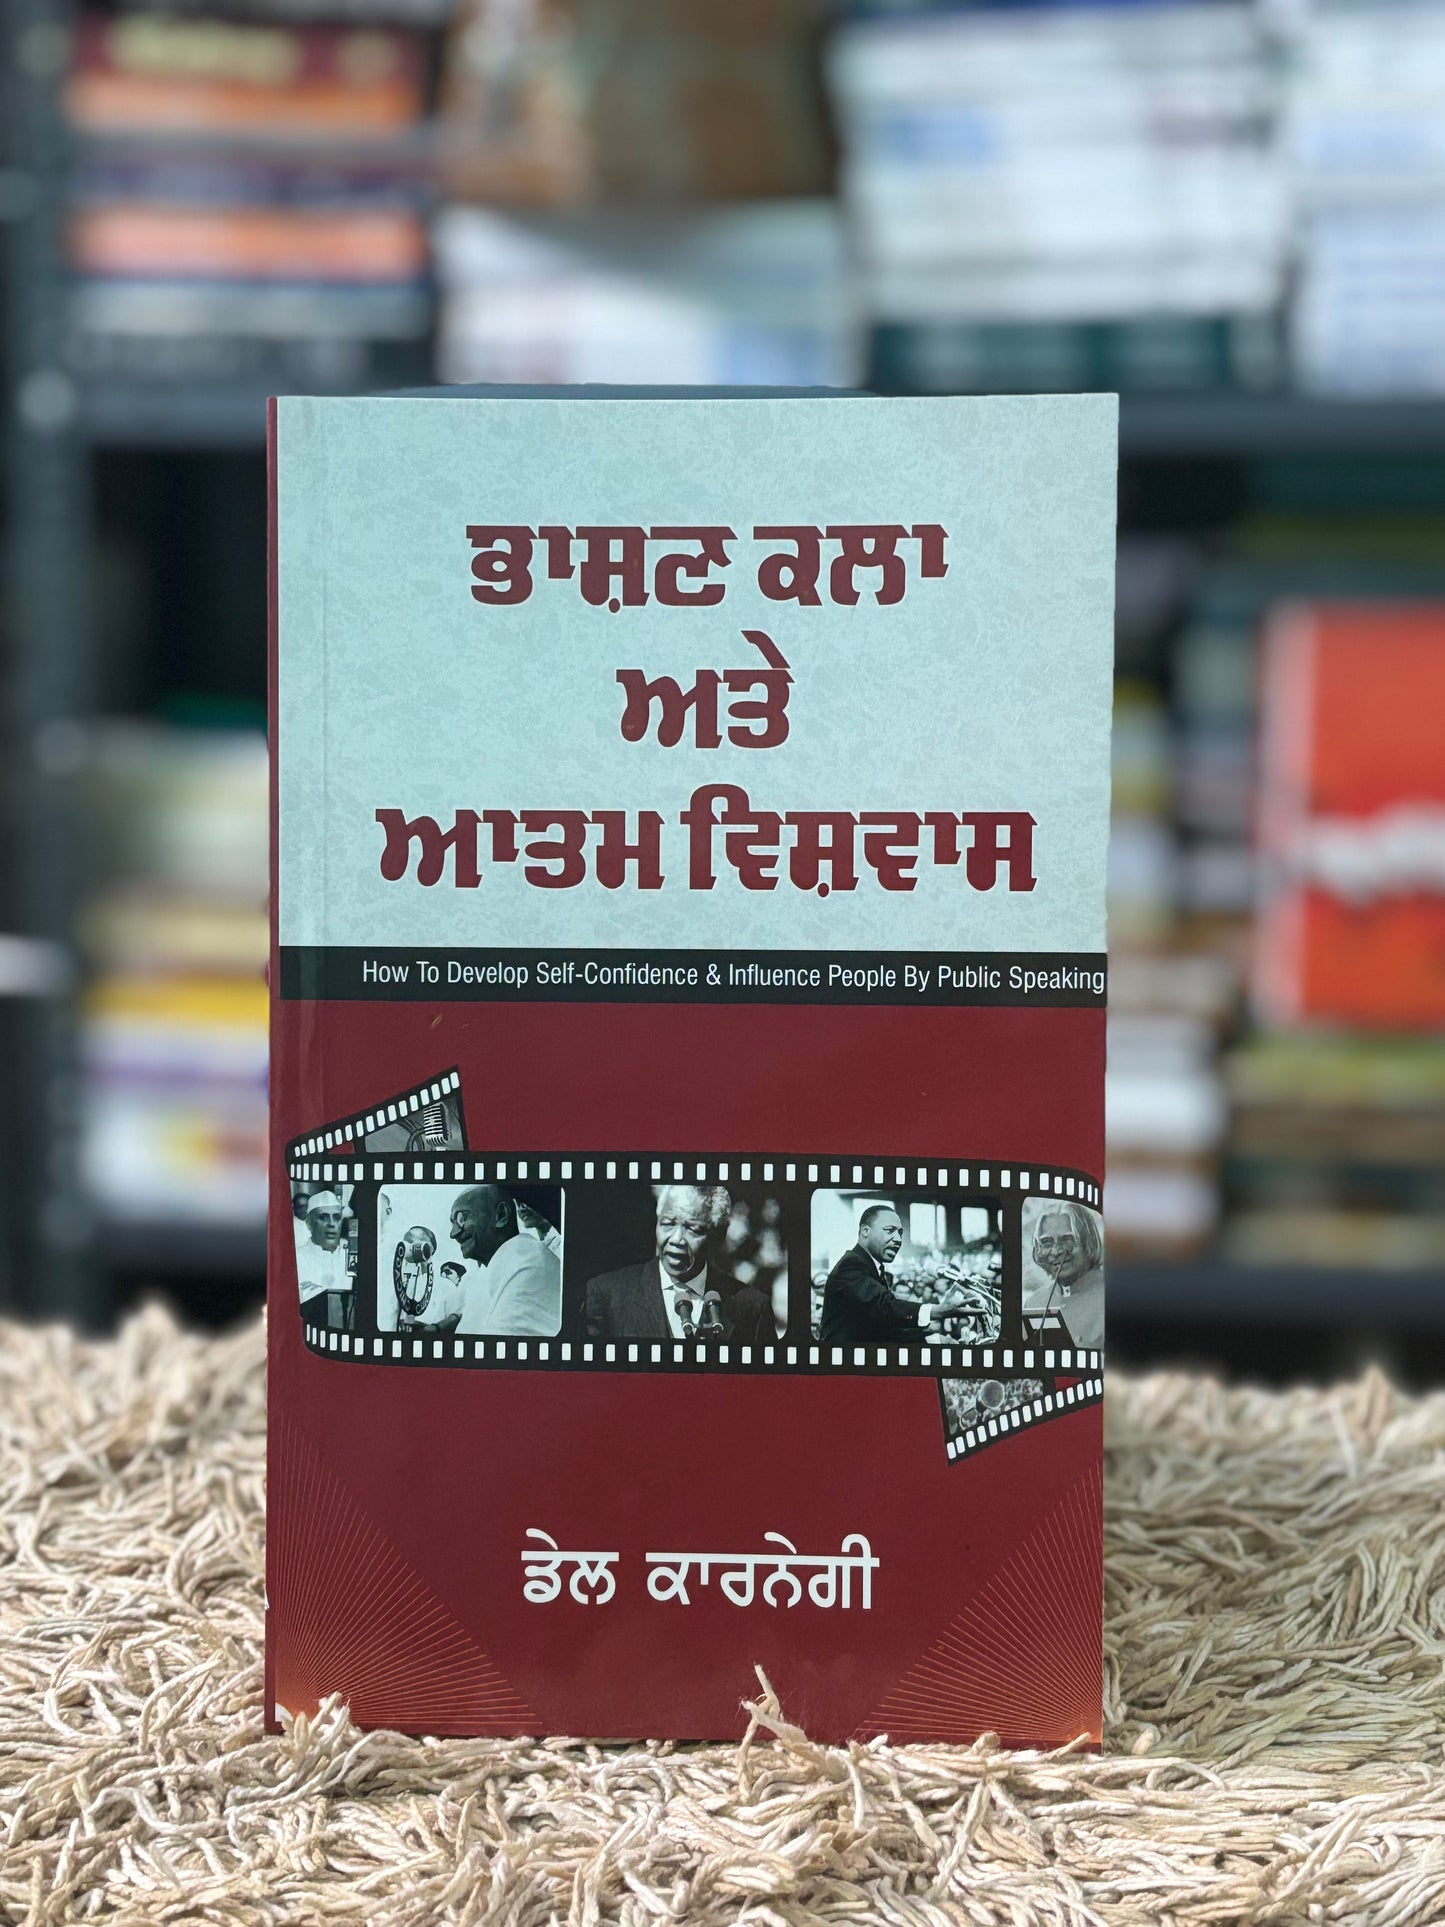 ਭਾਸ਼ਣ ਕਲਾ
ਅਤੇ
ਆਤਮ ਵਿਸ਼ਵਾਸ
How To Develop Self-Confidence & Influence People By Public Speaking
ਡੇਲ ਕਾਰਨੇਗੀ